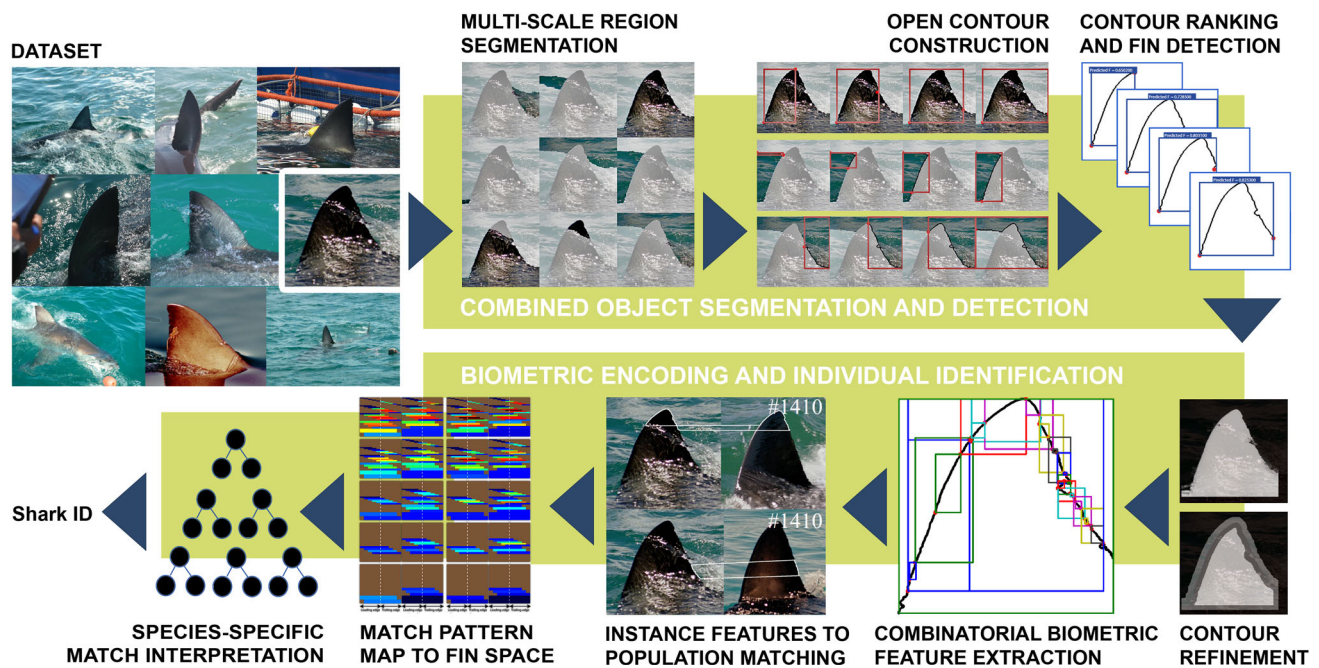 DATASET
MULTI-SCALE REGION
SEGMENTATION
OPEN CONTOUR
CONSTRUCTION
CONTOUR RANKING
AND FIN DETECTION
COMBINED OBJECT SEGMENTATION AND DETECTION
BIOMETRIC ENCODING AND INDIVIDUAL IDENTIFICATION
#1410
#1410
Shark ID
SPECIES-SPECIFIC
MATCH INTERPRETATION
MATCH PATTERN
MAP TO FIN SPACE
INSTANCE FEATURES TO
POPULATION MATCHING
COMBINATORIAL BIOMETRIC
FEATURE EXTRACTION
CONTOUR
REFINEMENT